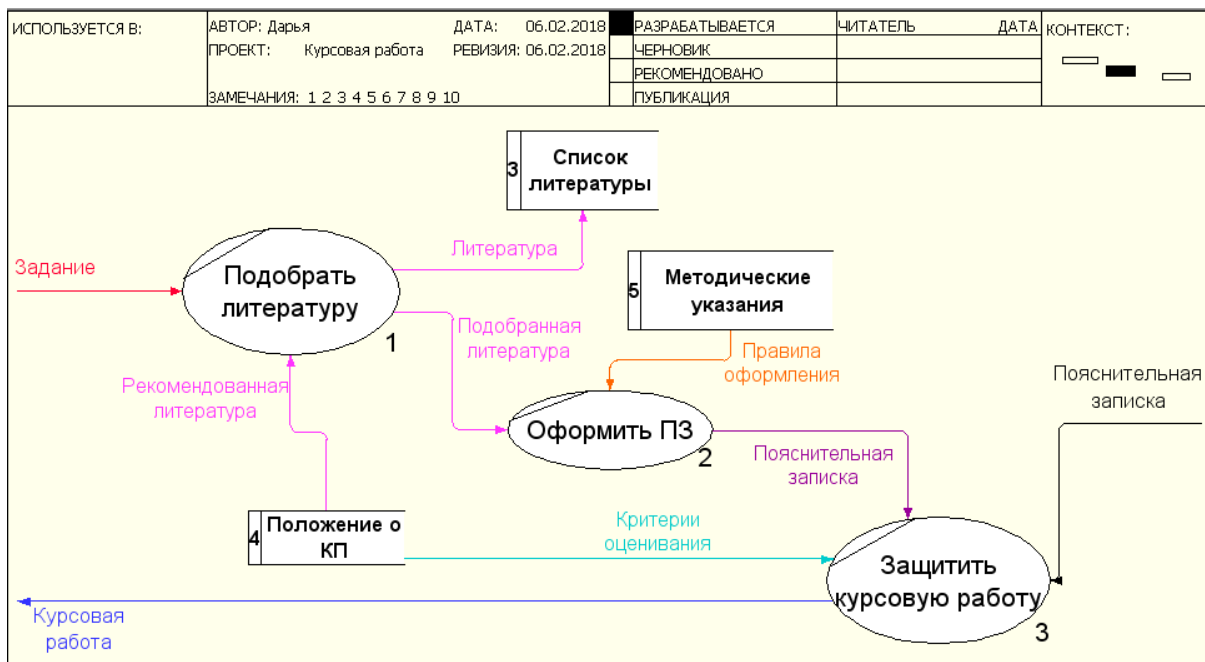 ИСПОЛЬЗУЕТСЯ В:
АВТОР: Дарья
ДАТА: 06.02.2018
ПРОЕКТ: Курсовая работа
РЕВИЗИЯ: 06.02.2018
ЗАМЕЧАНИЯ: 1 2 3 4 5 6 7 8 9 10
РАЗРАБАТЫВАЕТСЯ
ЧЕРНОВИК
РЕКОМЕНДОВАНО
ПУБЛИКАЦИЯ
ЧИТАТЕЛЬ
ДАТА
КОНТЕКСТ:
3
Список
литературы
Литература
Задание
Подобрать
литературу
1
5
Методические
указания
Подобранная
литература
Правила
оформления
Рекомендованная
литература
Пояснительная
записка
Оформить ПЗ
2
Пояснительная
записка
4
Положение о
КП
Критерии
оценивания
Защитить
курсовую работу
3
Курсовая
работа